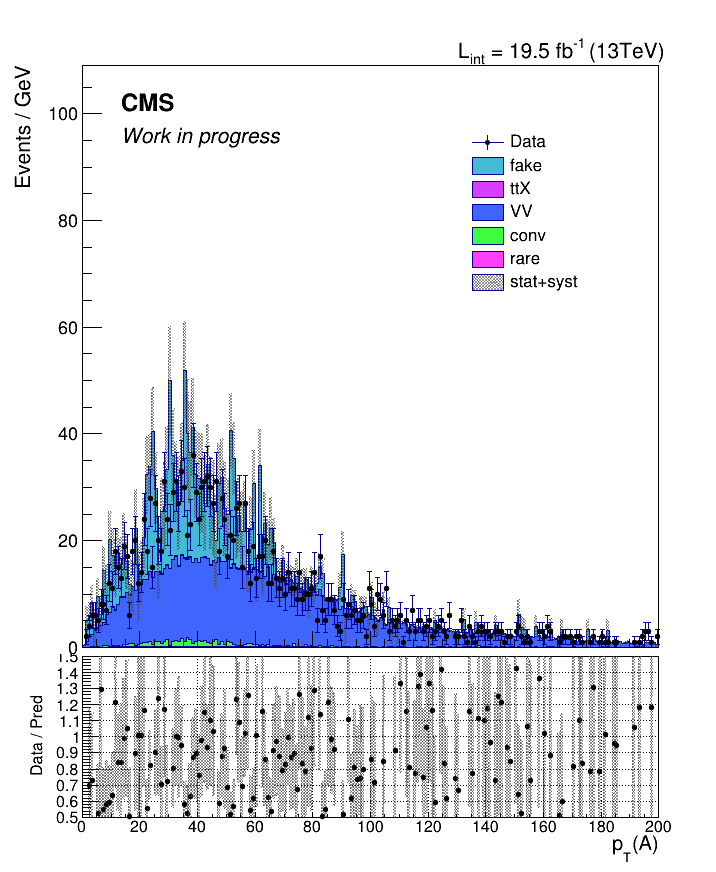 L_int = 19.5 fb^-1 (13TeV)
Events / GeV
100
80
60
40
20
0
CMS
Work in progress
Data
fake
ttX
VV
conv
rare
stat+syst
Data / Pred
1.5
1.4
1.3
1.2
1.1
1
0.9
0.8
0.7
0.6
0.5
0 20 40 60 80 100 120 140 160 180 200
p_T(A)